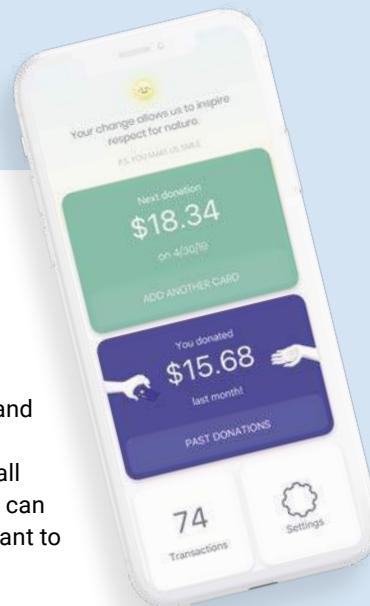 Your change allows us to inspire
respect for nature.
P.S. YOU MAKE US SMILE
Next donation
$18.34
on 4/30/19
ADD ANOTHER CARD
You donated
$15.68
last month!
PAST DONATIONS
74
Transactions
Settings
and
all
can
ant to